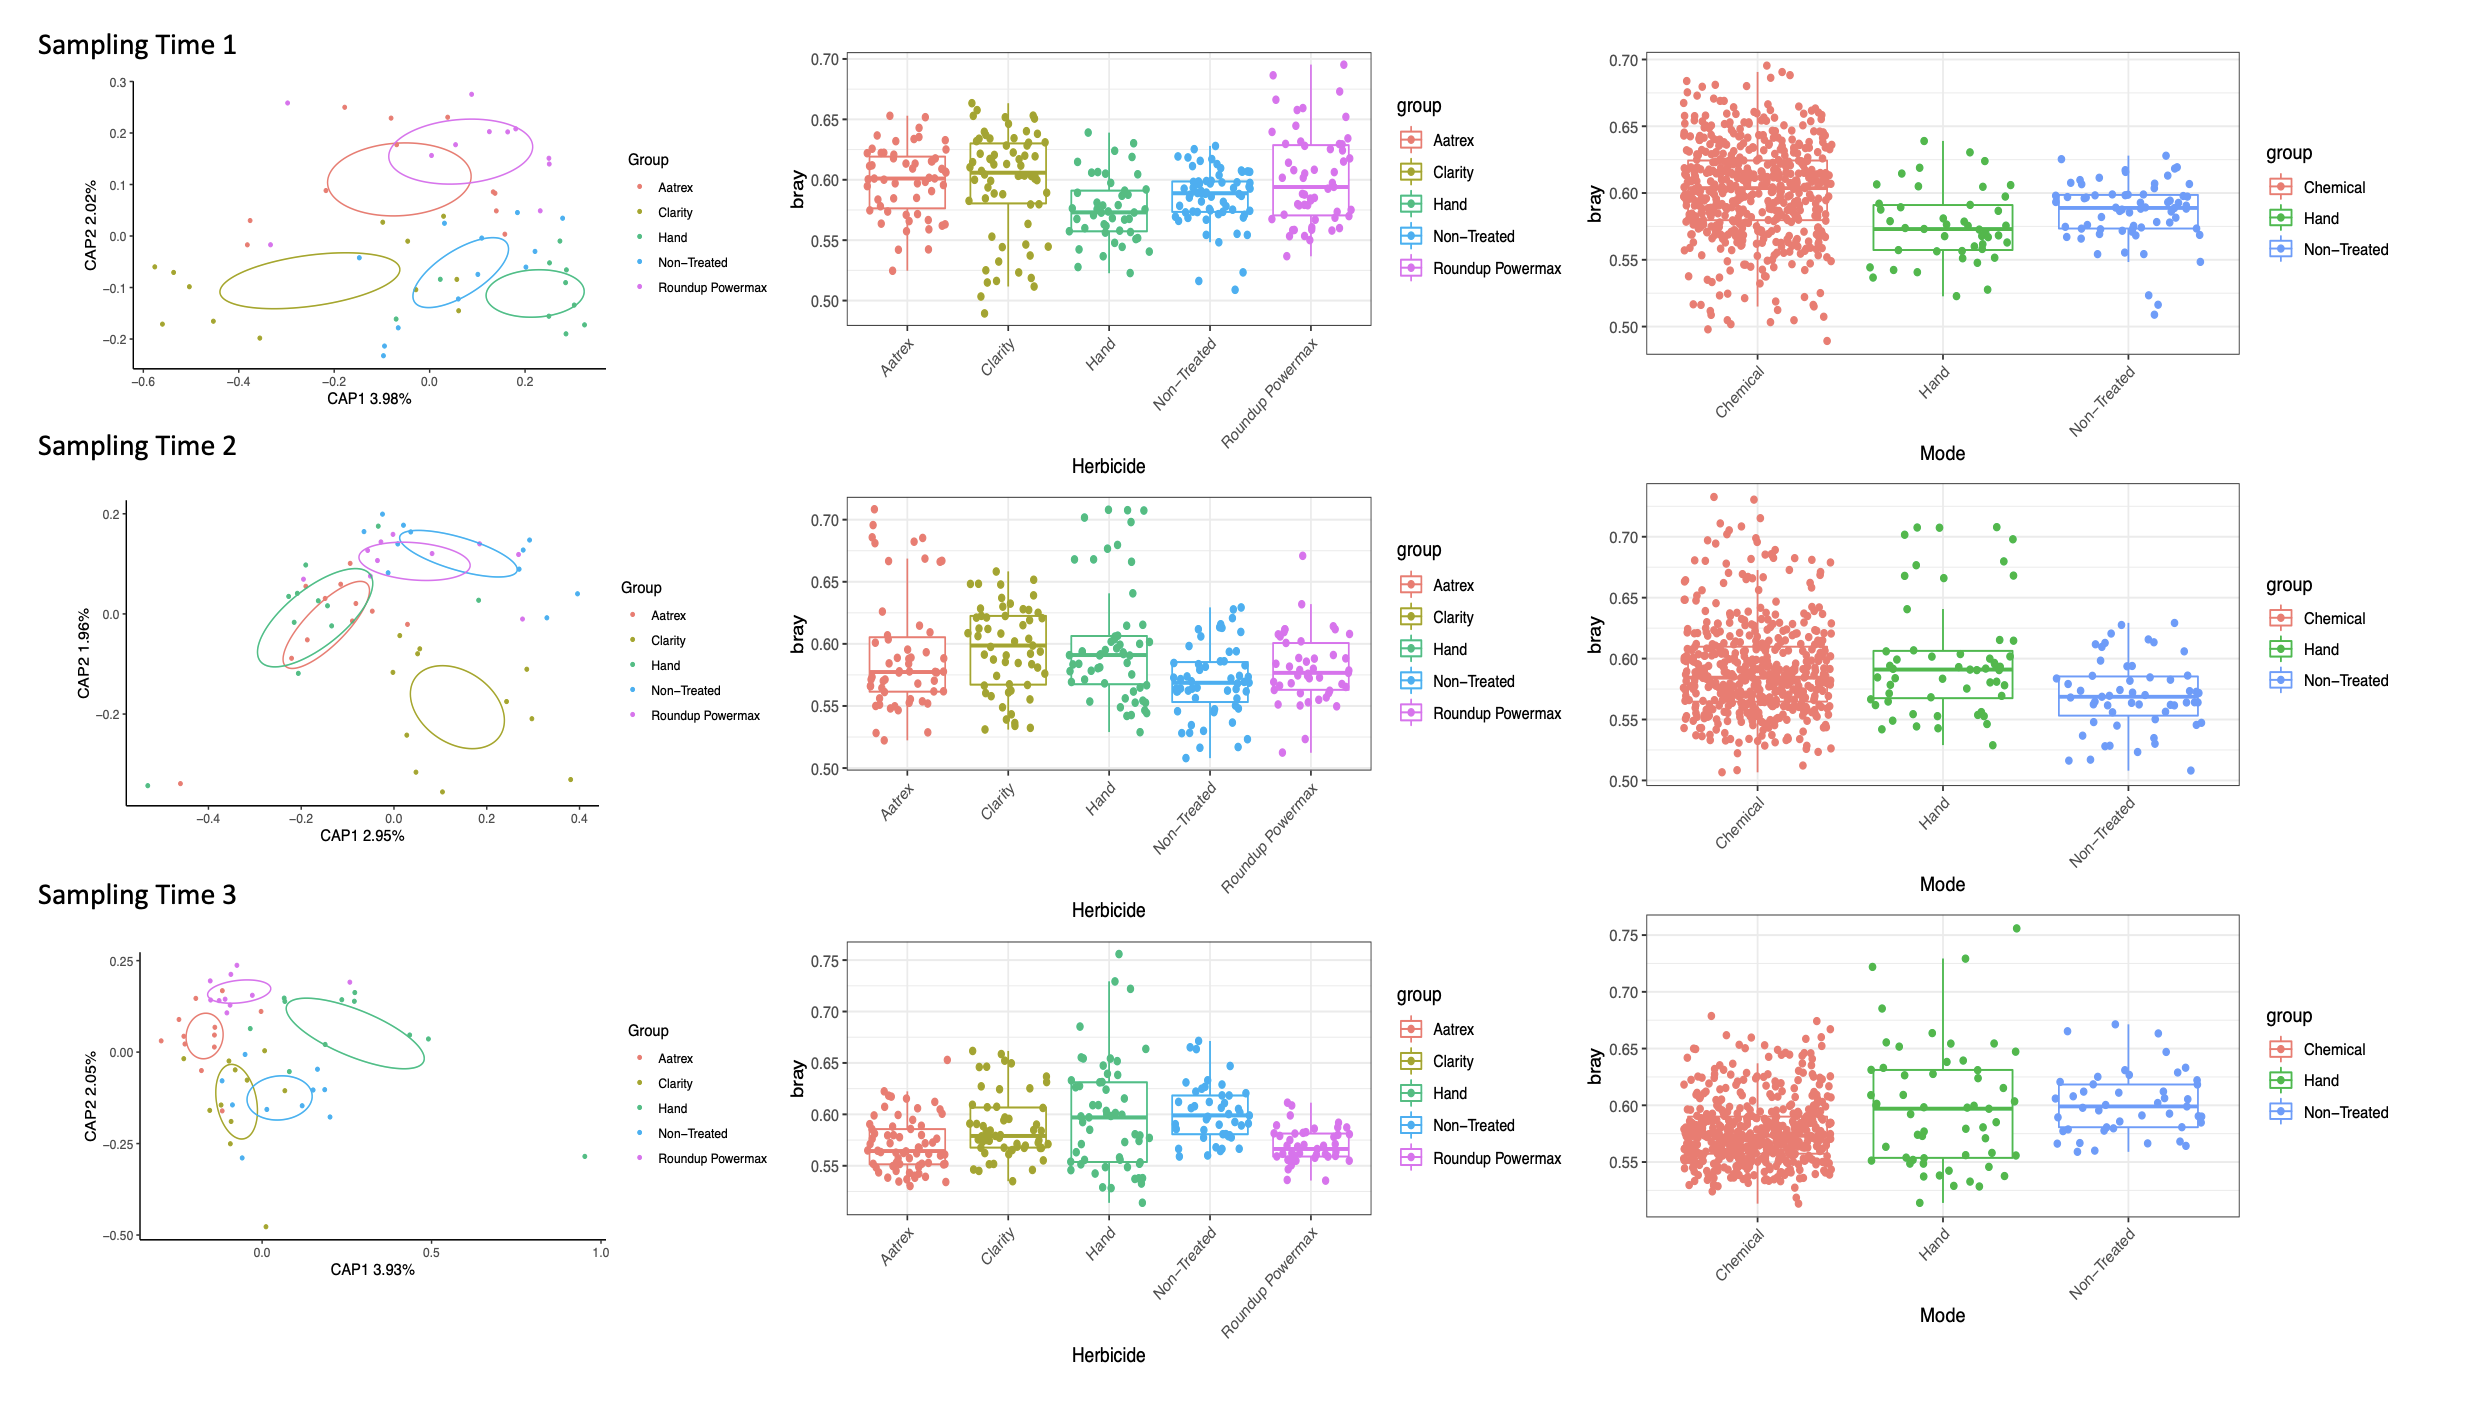 Sampling Time 1
0.3
0.2
0.1
0.0
−0.1
−0.2
CAP2 2.02%
−0.6
−0.4
−0.2
0.0
0.2
CAP1 3.98%
Group
Aatrex
Clarity
Hand
Non−Treated
Roundup Powermax
0.70
0.65
0.60
0.55
0.50
bray
Aatrex
Clarity
Hand
Non−Treated
Roundup Powermax
Herbicide
group
Aatrex
Clarity
Hand
Non−Treated
Roundup Powermax
0.70
0.65
0.60
0.55
0.50
bray
Chemical
Hand
Non−Treated
Mode
group
Chemical
Hand
Non−Treated
Sampling Time 2
0.2
0.0
−0.2
CAP2 1.96%
−0.4
−0.2
0.0
0.2
0.4
CAP1 2.95%
Group
Aatrex
Clarity
Hand
Non−Treated
Roundup Powermax
0.70
0.65
0.60
0.55
0.50
bray
Aatrex
Clarity
Hand
Non−Treated
Roundup Powermax
Herbicide
group
Aatrex
Clarity
Hand
Non−Treated
Roundup Powermax
0.70
0.65
0.60
0.55
0.50
bray
Chemical
Hand
Non−Treated
Mode
group
Chemical
Hand
Non−Treated
Sampling Time 3
0.25
0.00
−0.25
−0.50
CAP2 2.05%
0.0
0.5
1.0
CAP1 3.93%
Group
Aatrex
Clarity
Hand
Non−Treated
Roundup Powermax
0.75
0.70
0.65
0.60
0.55
bray
Aatrex
Clarity
Hand
Non−Treated
Roundup Powermax
Herbicide
group
Aatrex
Clarity
Hand
Non−Treated
Roundup Powermax
0.75
0.70
0.65
0.60
0.55
bray
Chemical
Hand
Non−Treated
Mode
group
Chemical
Hand
Non−Treated